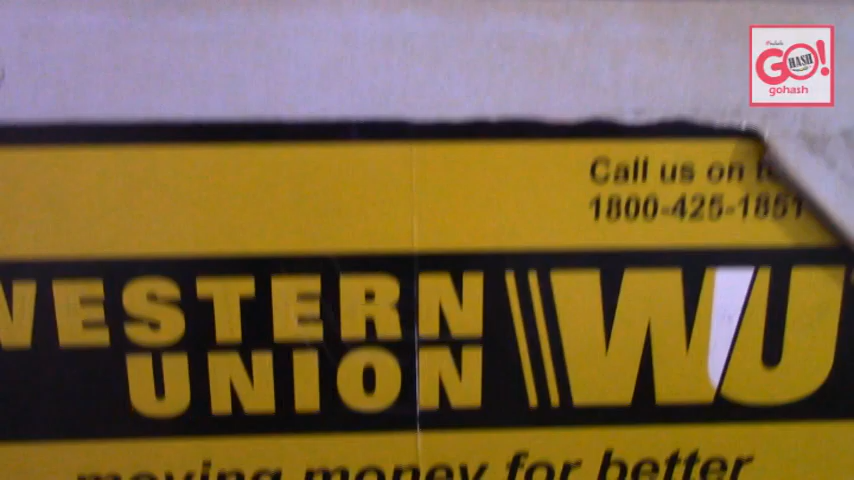 GO!
HASH
gohash
Call us on
1800-425-1851
WESTERN
UNION
WU
moving money for better